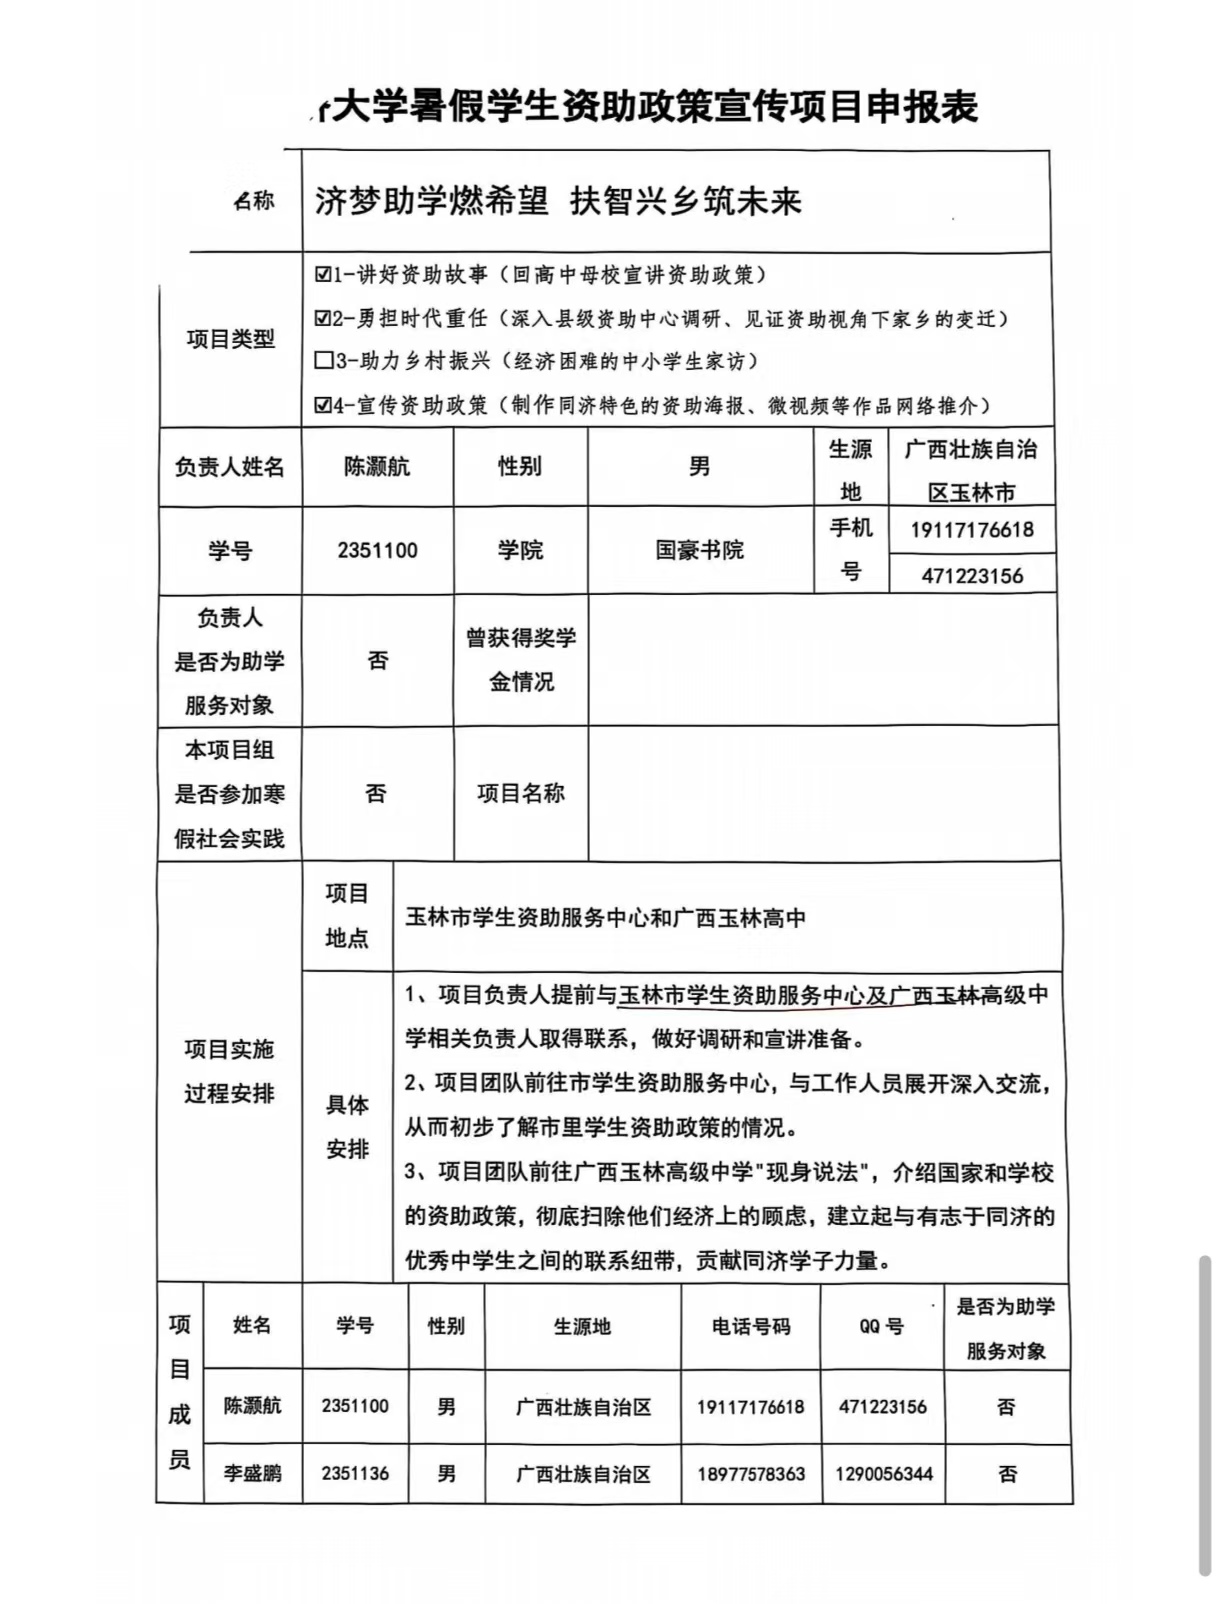 大学暑假学生资助政策宣传项目申报表
名称 济梦助学燃希望 扶智兴乡筑未来
项目类型
☑1-讲好资助故事（回高中母校宣讲资助政策）
☑2-勇担时代重任（深入县级资助中心调研、见证资助视角下家乡的变迁）
☐3-助力乡村振兴（经济困难的中小学生家访）
☑4-宣传资助政策（制作同济特色的资助海报、微视频等作品网络推介）
负责人姓名 陈灏航 性别 男 生源地 广西壮族自治区玉林市
学号 2351100 学院 国豪书院 手机号 19117176618
471223156
负责人
是否为助学
服务对象
否
曾获得奖学
金情况
本项目组
是否参加寒
假社会实践
否
项目名称
项目实施
过程安排
项目
地点
玉林市学生资助服务中心和广西玉林高中
具体
安排
1、项目负责人提前与玉林市学生资助服务中心及广西玉林高级中
学相关负责人取得联系，做好调研和宣讲准备。
2、项目团队前往市学生资助服务中心，与工作人员展开深入交流，
从而初步了解市里学生资助政策的情况。
3、项目团队前往广西玉林高级中学"现身说法"，介绍国家和学校
的资助政策，彻底扫除他们经济上的顾虑，建立起与有志于同济的
优秀中学生之间的联系纽带，贡献同济学子力量。
项目成员
姓名 学号 性别 生源地 电话号码 QQ 号 是否为助学服务对象
陈灏航 2351100 男 广西壮族自治区 19117176618 471223156 否
李盛鹏 2351136 男 广西壮族自治区 18977578363 1290056344 否